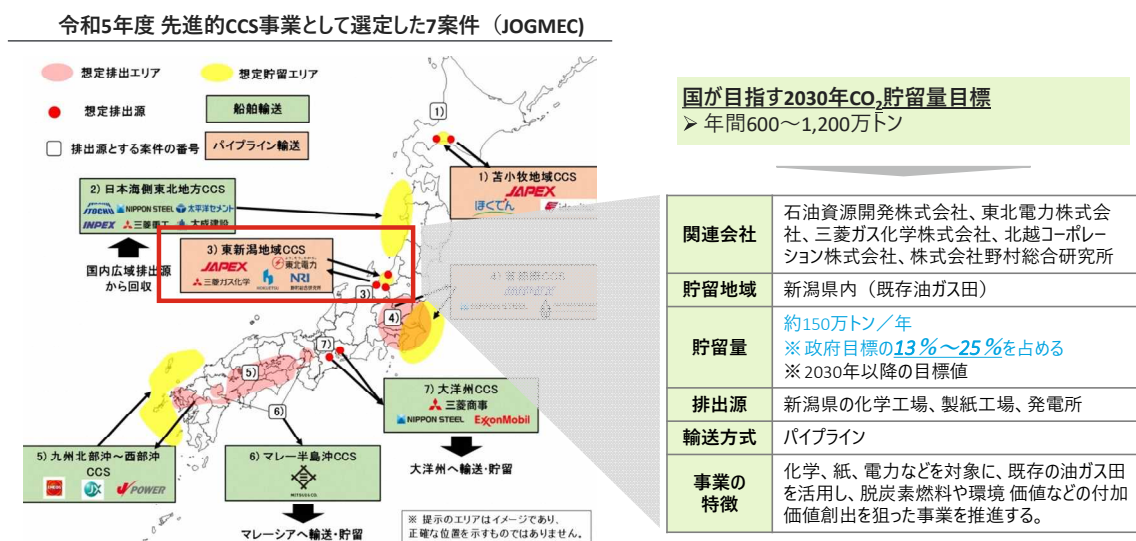 令和5年度 先進的CCS事業として選定した7案件（JOGMEC)
想定排出エリア
想定貯留エリア
想定排出源
船舶輸送
排出源とする案件の番号
パイプライン輸送
1)
1) 苫小牧地域CCS
JAPEX
ほくでん
2) 日本海側東北地方CCS
ITOCHU NIPPON STEEL 太平洋セメント
INPEX 三菱重工 大成建設
国内広域排出源
から回収
3) 東新潟地域CCS
JAPEX 東北電力
三菱ガス化学 HOKUETSU NRI
3)
4)
INPEX
7)
5)
6)
7) 大洋州CCS
三菱商事
NIPPON STEEL ExxonMobil
大洋州へ輸送・貯留
5) 九州北部沖～西部沖
CCS
ENEOS JX J-POWER
6) マレー半島沖CCS
MITSUI & CO.
マレーシアへ輸送・貯留
※ 提示のエリアはイメージであり、
正確な位置を示すものではありません。
国が目指す2030年CO₂貯留量目標
➢ 年間600～1,200万トン
関連会社
石油資源開発株式会社、東北電力株式会
社、三菱ガス化学株式会社、北越コーポレー
ション株式会社、株式会社野村総合研究所
貯留地域
新潟県内（既存油ガス田）
貯留量
約150万トン／年
※政府目標の13％～25％を占める
※2030年以降の目標値
排出源
新潟県の化学工場、製紙工場、発電所
輸送方式
パイプライン
事業の
特徴
化学、紙、電力などを対象に、既存の油ガス田
を活用し、脱炭素燃料や環境 価値などの付加
価値創出を狙った事業を推進する。